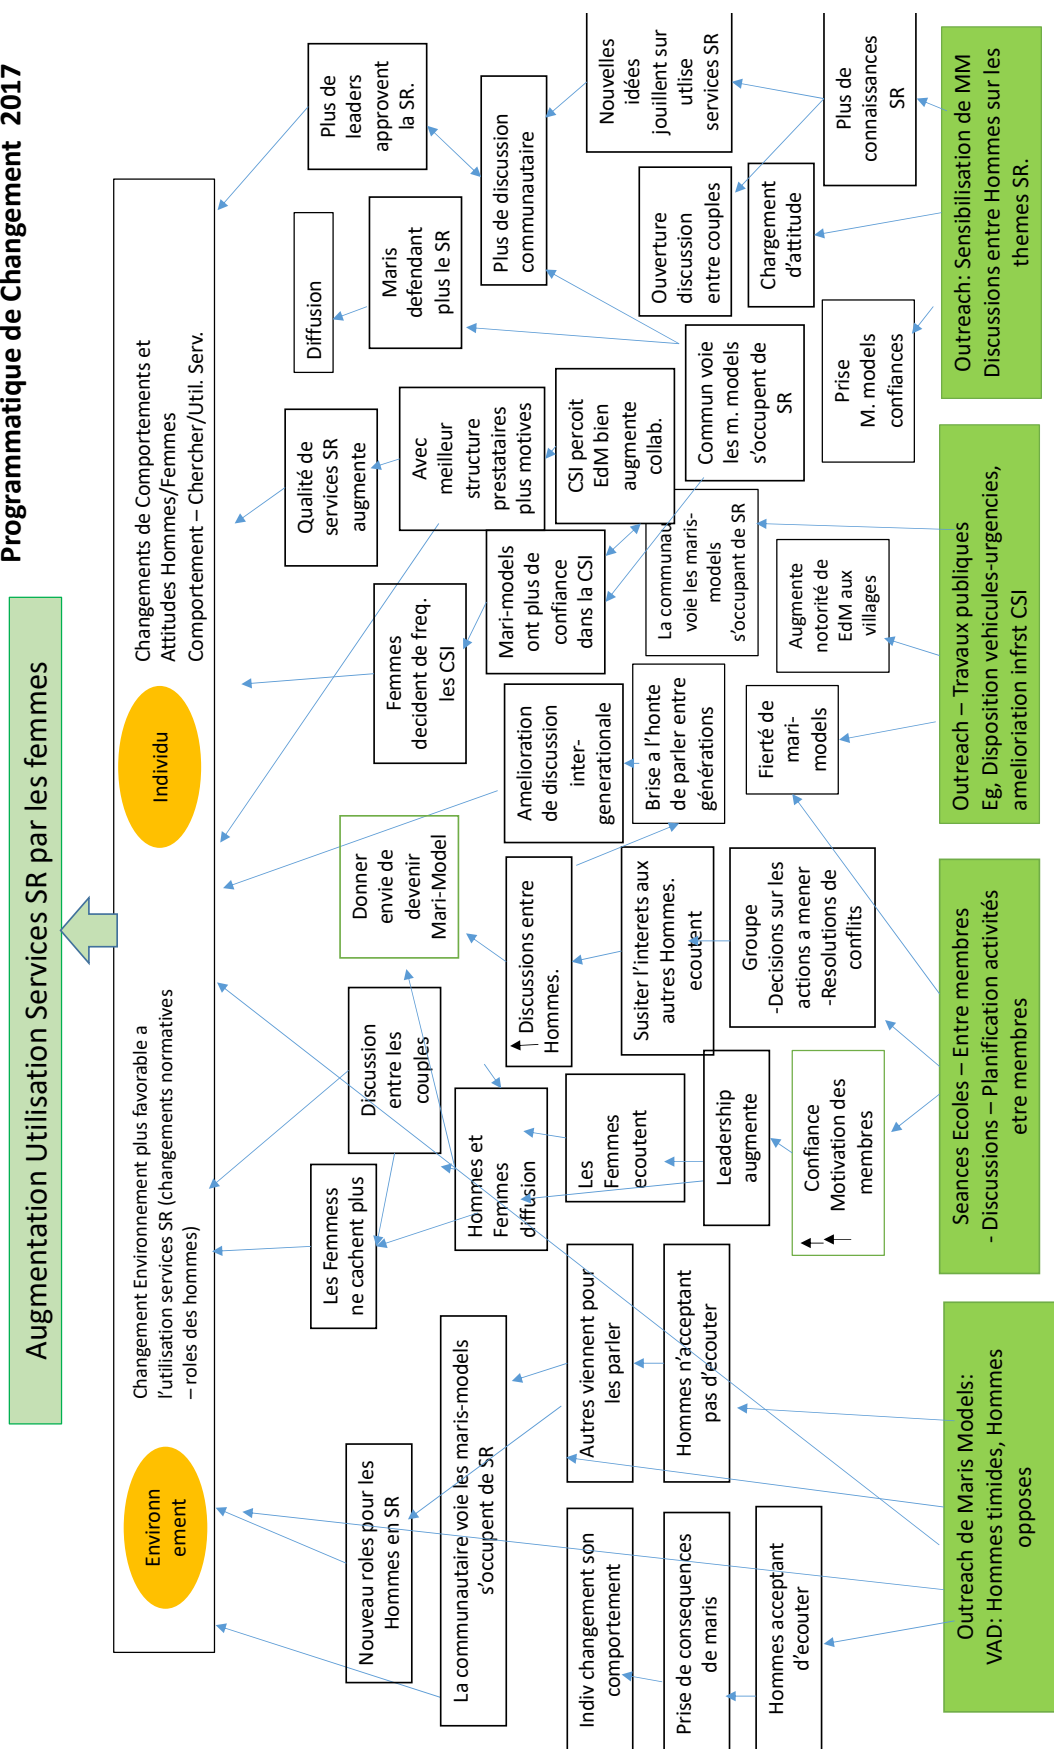 Programmatique de Changement  2017
Augmentation Utilisation Services SR par les femmes
Environn
ement
Changement Environnement plus favorable a
l'utilisation services SR (changements normatives
– roles des hommes)
Individu
Changements de Comportements et
Attitudes Hommes/Femmes
Comportement – Chercher/Util. Serv.
Nouveau roles pour les
Hommes en SR
Les Femmess
ne cachent plus
Discussion
entre les
couples
Donner
envie de
devenir
Mari-Model
Femmes
decident de freq.
les CSI
Qualité de
services SR
augmente
Diffusion
Plus de
leaders
approvent
la SR.
La communautaire voie les maris-models
s'occupent de SR
Hommes et
Femmes
diffusion
Discussions entre
Hommes.
Amelioration
de discussion
inter-
generationale
Mari-models
ont plus de
confiance
dans la CSI
Avec
meilleur
structure
prestataires
plus motives
Maris
defendant
plus le SR
Plus de discussion
communautaire
Indiv changement son
comportement
Autres viennent pour
les parler
Les
Femmes
ecoutent
Susiter l'interets aux
autres Hommes.
ecoutent
Brise a l'honte
de parler entre
générations
La communau
voie les maris-
models
s'occupant de SR
CSI percoit
EdM bien
augmente
collab.
Commun voie
les m. models
s'occupent de
SR
Ouverture
discussion
entre couples
Nouvelles
idées
jouillent sur
utilise
services SR
Prise de consequences
de maris
Hommes n'acceptant
pas d'ecouter
Leadership
augmente
Groupe
-Decisions sur les
actions a mener
-Resolutions de
conflits
Fierté de
mari-
models
Augmente
notorité de
EdM aux
villages
Chargement
d'attitude
Hommes acceptant
d'ecouter
Confiance
Motivation des
membres
Prise
M. models
confiances
Plus de
connaissances
SR
Outreach de Maris Models:
VAD: Hommes timides, Hommes
opposes
Seances Ecoles – Entre membres
- Discussions – Planification activités
etre membres
Outreach – Travaux publiques
Eg, Disposition vehicules-urgencies,
amelioriation infrst CSI
Outreach: Sensibilisation de MM
Discussions entre Hommes sur les
themes SR.